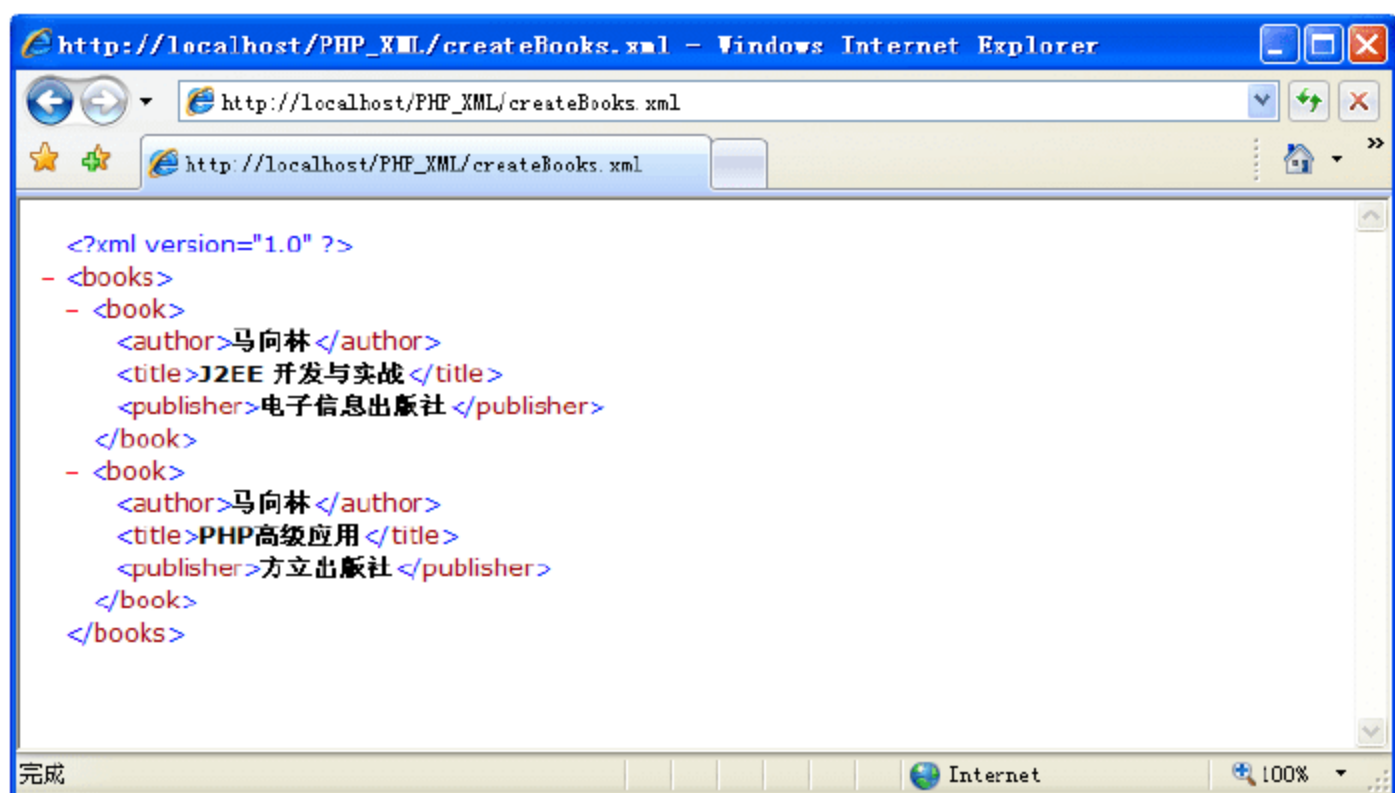 http://localhost/PHP_XML/createBooks.xml - Windows Internet Explorer
http://localhost/PHP_XML/createBooks.xml
http://localhost/PHP_XML/createBooks.xml
<?xml version="1.0" ?>
- <books>
- <book>
<author>马向林</author>
<title>J2EE 开发与实战</title>
<publisher>电子信息出版社</publisher>
</book>
- <book>
<author>马向林</author>
<title>PHP高级应用</title>
<publisher>方立出版社</publisher>
</book>
</books>
完成 Internet 100%